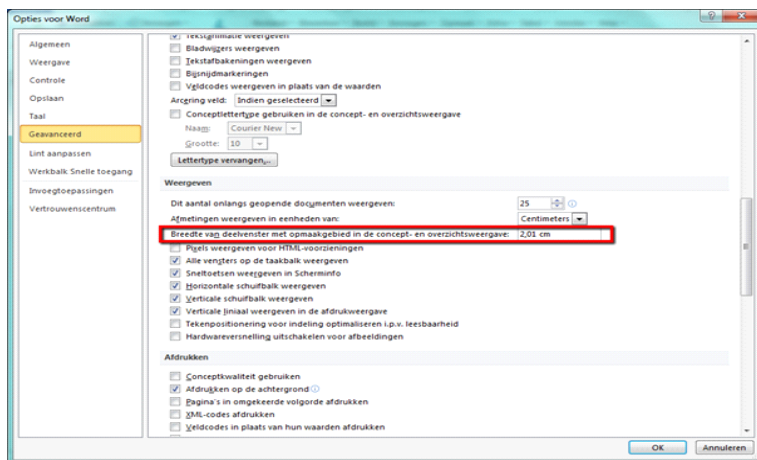 Opties voor Word
Algemeen
Weergave
Controle
Opslaan
Taal
Geavanceerd
Lint aanpassen
Werkbalk Snelle toegang
Invoegtoepassingen
Vertrouwenscentrum
Tekstanimatie weergeven
Bladwijzers weergeven
Tekstafbakeningen weergeven
Bijsnijdmarkeringen
Veldcodes weergeven in plaats van de waarden
Arcering veld: Indien geselecteerd
Conceptlettertype gebruiken in de concept- en overzichtsweergave
Naam: Courier New
Grootte: 10
Lettertype vervangen...
Weergeven
Dit aantal onlangs geopende documenten weergeven: 25
Afmetingen weergeven in eenheden van: Centimeters
Breedte van deelvenster met opmaakgebied in de concept- en overzichtsweergave: 2,01 cm
Pixels weergeven voor HTML-voorzieningen
Alle vensters op de taakbalk weergeven
Sneltoetsen weergeven in Scherminfo
Horizontale schuifbalk weergeven
Verticale schuifbalk weergeven
Verticale liniaal weergeven in de afdrukweergave
Tekenpositionering voor indeling optimaliseren i.p.v. leesbaarheid
Hardwareversnelling uitschakelen voor afbeeldingen
Afdrukken
Conceptkwaliteit gebruiken
Afdrukken op de achtergrond
Pagina's in omgekeerde volgorde afdrukken
XML-codes afdrukken
Veldcodes in plaats van hun waarden afdrukken
OK
Annuleren